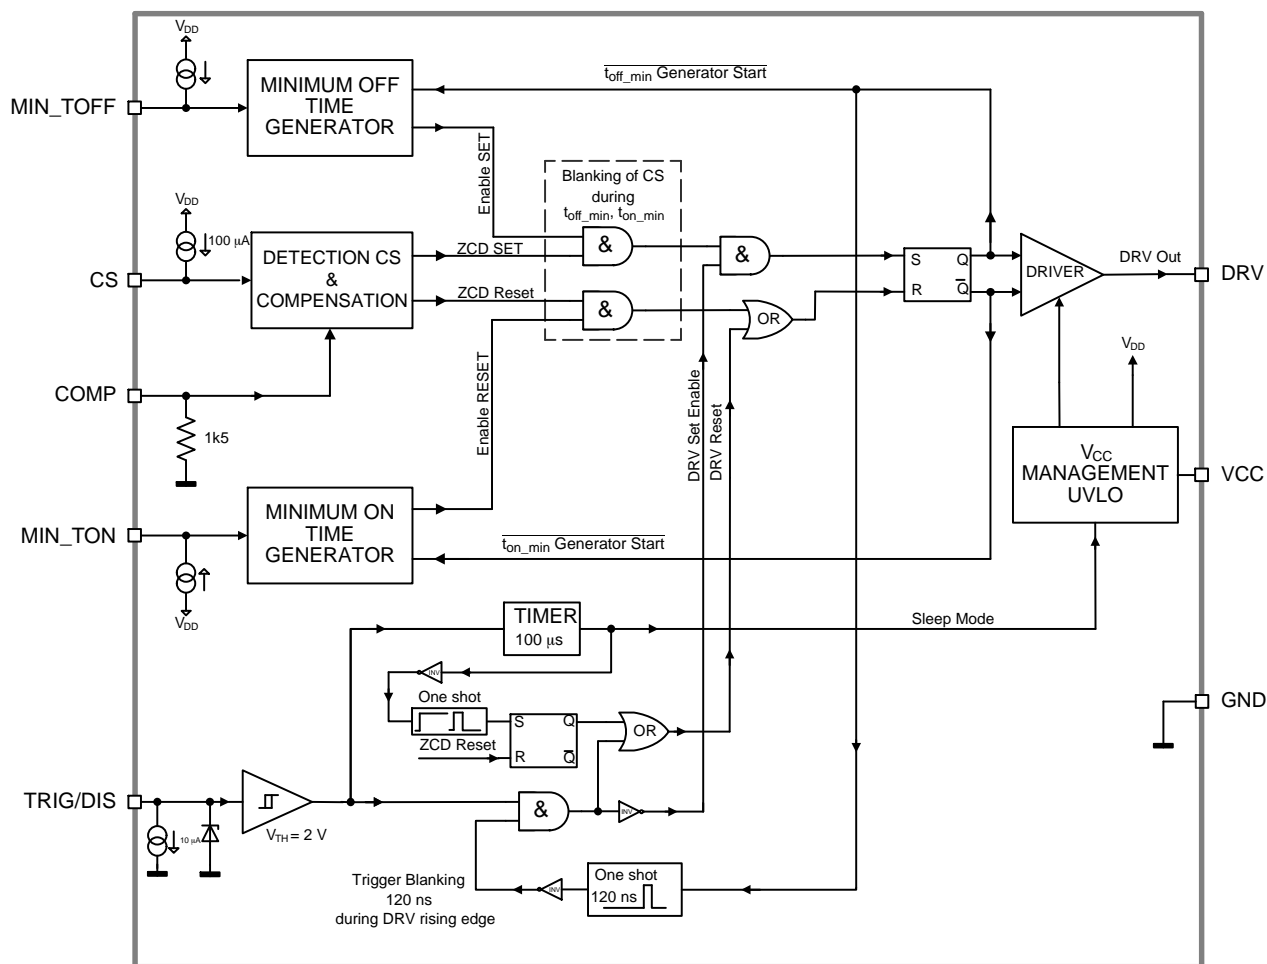 VDD
MIN_TOFF
MINIMUM OFF
TIME
GENERATOR
toff_min Generator Start
Enable SET
Blanking of CS
during
toff_min, ton_min
VDD
100 µA
CS
DETECTION CS
&
COMPENSATION
ZCD SET
ZCD Reset
&
&
&
OR
S
Q
R
Q
DRIVER
DRV Out
DRV
COMP
1k5
Enable RESET
DRV Set Enable
DRV Reset
VDD
VCC
MANAGEMENT
UVLO
VCC
MIN_TON
MINIMUM ON
TIME
GENERATOR
ton_min Generator Start
VDD
TIMER
100 µs
Sleep Mode
INV
One shot
S
Q
R
Q
ZCD Reset
OR
GND
TRIG/DIS
10 µA
VTH = 2 V
&
INV
Trigger Blanking
120 ns
during DRV rising edge
INV
One shot
120 ns